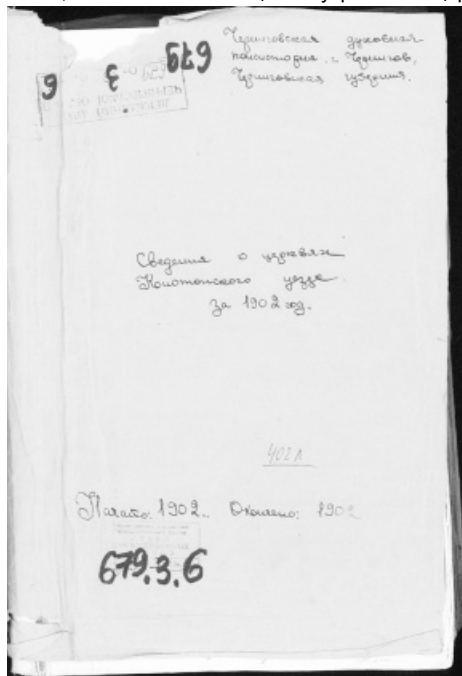 Черниговская духовная
консистория, г. Чернигов,
Черниговская губерния.
679
3
6
Сведения о церквях
Конотопского уезда
за 1902 год.
402 л
Начато: 1902. Окончено: 1902
679.3.6